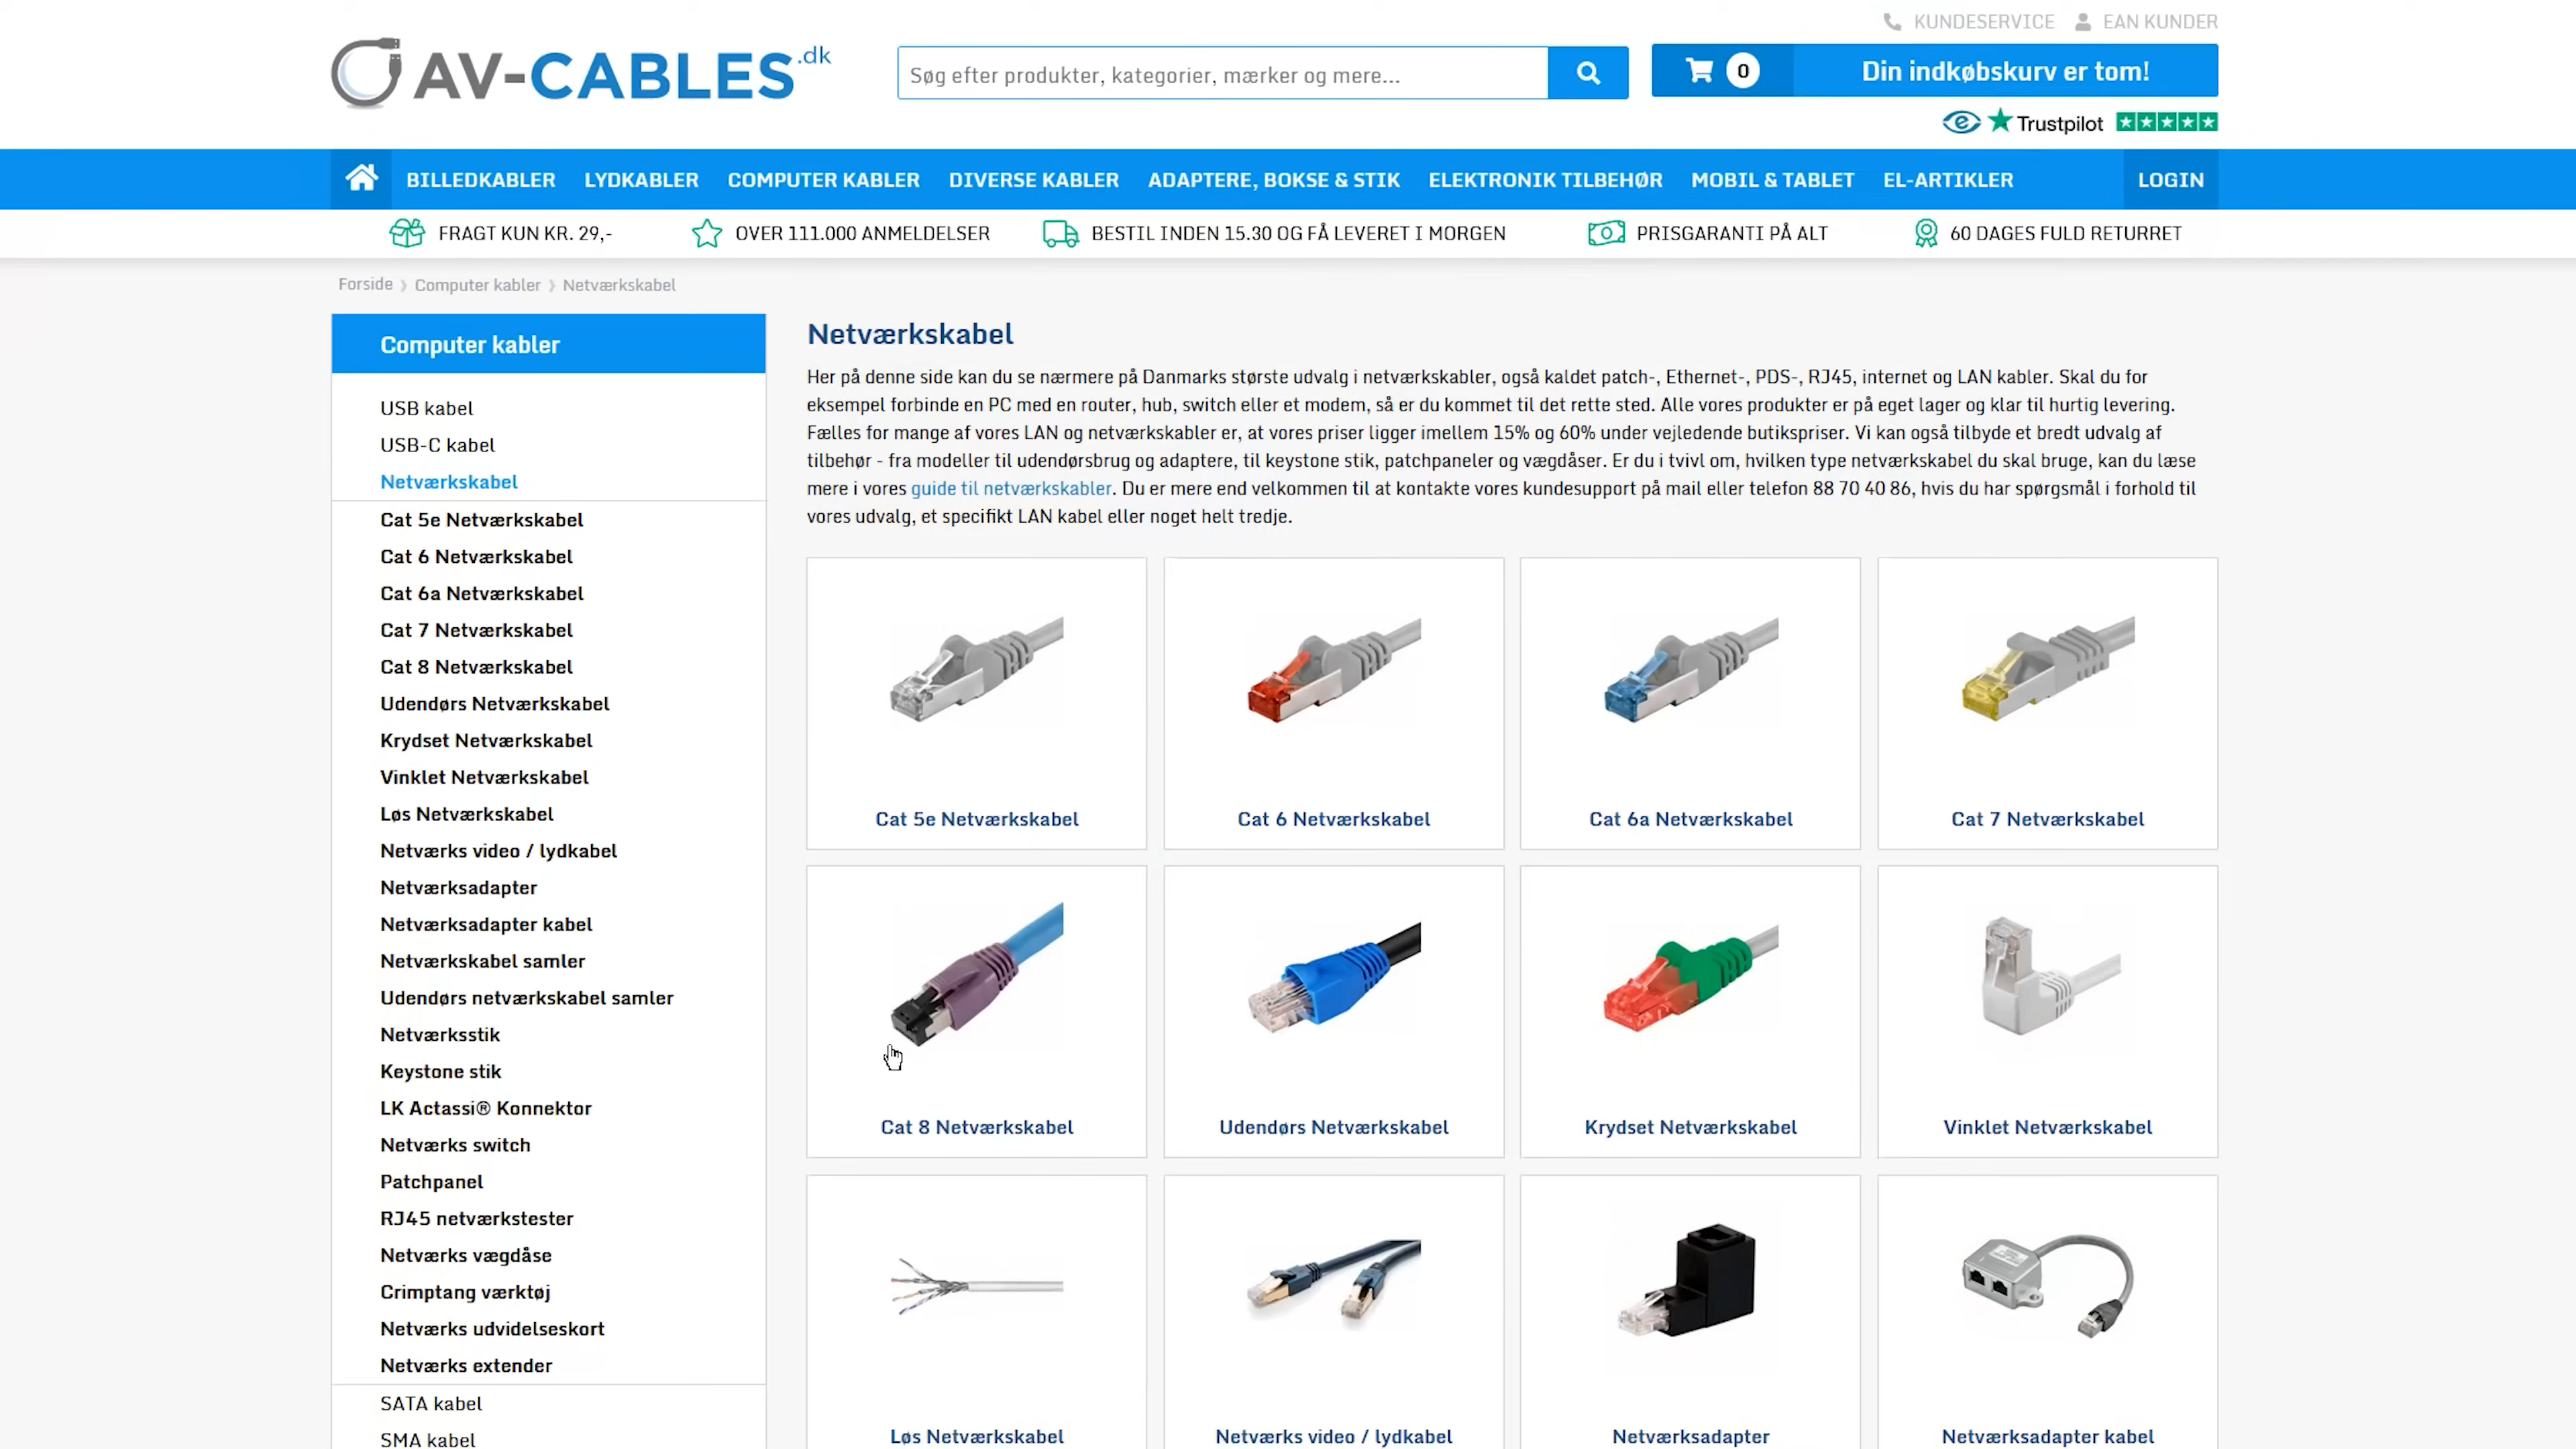 KUNDESERVICE EAN KUNDER
AV-CABLES.dk
Søg efter produkter, kategorier, mærker og mere...
0 Din indkøbskurv er tom!
Trustpilot
BILLEDKABLER LYDKABLER COMPUTER KABLER DIVERSE KABLER ADAPTERE, BOKSE & STIK ELEKTRONIK TILBEHØR MOBIL & TABLET EL-ARTIKLER LOGIN
FRAGT KUN KR. 29,- OVER 111.000 ANMELDELSER BESTIL INDEN 15.30 OG FÅ LEVERET I MORGEN PRISGARANTI PÅ ALT 60 DAGES FULD RETURRET
Forside › Computer kabler › Netværkskabel
Computer kabler
USB kabel
USB-C kabel
Netværkskabel
Cat 5e Netværkskabel
Cat 6 Netværkskabel
Cat 6a Netværkskabel
Cat 7 Netværkskabel
Cat 8 Netværkskabel
Udendørs Netværkskabel
Krydset Netværkskabel
Vinklet Netværkskabel
Løs Netværkskabel
Netværks video / lydkabel
Netværksadapter
Netværksadapter kabel
Netværkskabel samler
Udendørs netværkskabel samler
Netværksstik
Keystone stik
LK Actassi® Konnektor
Netværks switch
Patchpanel
RJ45 netværkstester
Netværks vægdåse
Crimptang værktøj
Netværks udvidelseskort
Netværks extender
SATA kabel
SMA kabel
Netværkskabel
Her på denne side kan du se nærmere på Danmarks største udvalg i netværkskabler, også kaldet patch-, Ethernet-, PDS-, RJ45, internet og LAN kabler. Skal du for
eksempel forbinde en PC med en router, hub, switch eller et modem, så er du kommet til det rette sted. Alle vores produkter er på eget lager og klar til hurtig levering.
Fælles for mange af vores LAN og netværkskabler er, at vores priser ligger imellem 15% og 60% under vejledende butikspriser. Vi kan også tilbyde et bredt udvalg af
tilbehør - fra modeller til udendørsbrug og adaptere, til keystone stik, patchpaneler og vægdåser. Er du i tvivl om, hvilken type netværkskabel du skal bruge, kan du læse
mere i vores guide til netværkskabler. Du er mere end velkommen til at kontakte vores kundesupport på mail eller telefon 88 70 40 86, hvis du har spørgsmål i forhold til
vores udvalg, et specifikt LAN kabel eller noget helt tredje.
Cat 5e Netværkskabel
Cat 6 Netværkskabel
Cat 6a Netværkskabel
Cat 7 Netværkskabel
Cat 8 Netværkskabel
Udendørs Netværkskabel
Krydset Netværkskabel
Vinklet Netværkskabel
Løs Netværkskabel
Netværks video / lydkabel
Netværksadapter
Netværksadapter kabel